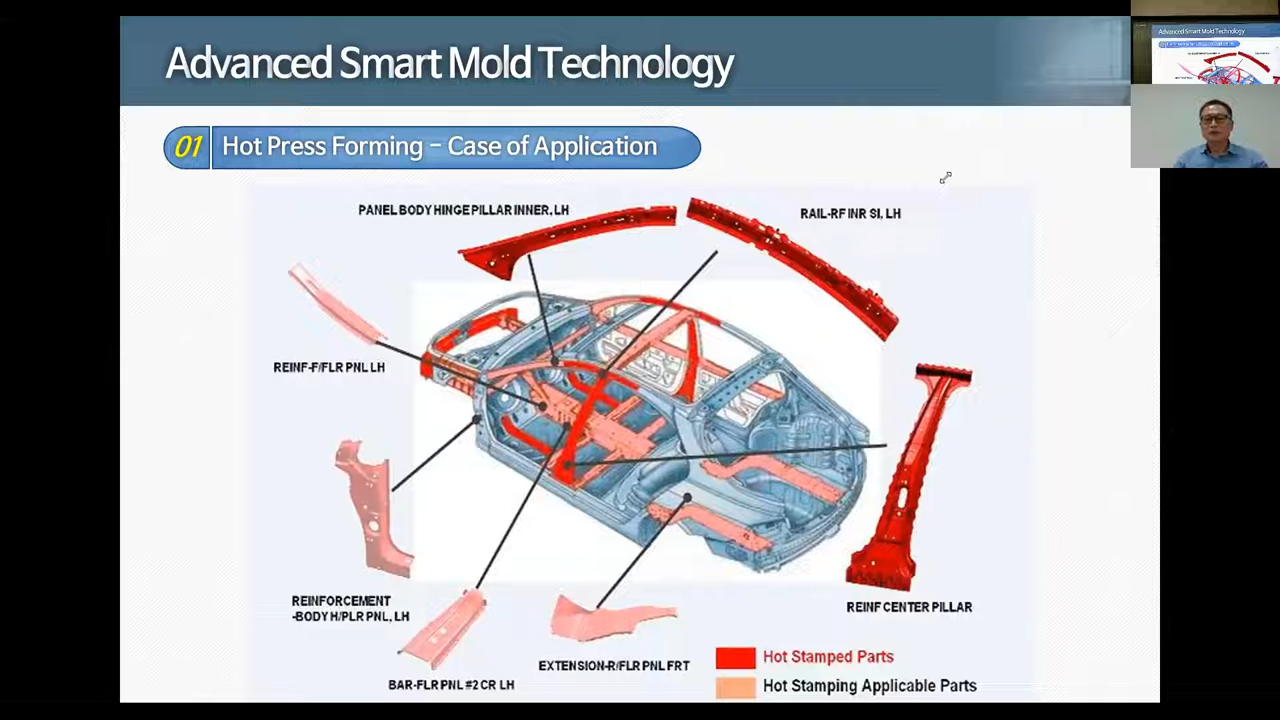 Advanced Smart Mold Technology
Advanced Smart Mold Technology
01 Hot Press Forming - Case of Application
PANEL BODY HINGE PILLAR INNER, LH
RAIL-RF INR SI, LH
REINF-F/FLR PNL LH
REINFORCEMENT
-BODY H/PLR PNL, LH
REINF CENTER PILLAR
BAR-FLR PNL #2 CR LH
EXTENSION-R/FLR PNL FRT
Hot Stamped Parts
Hot Stamping Applicable Parts